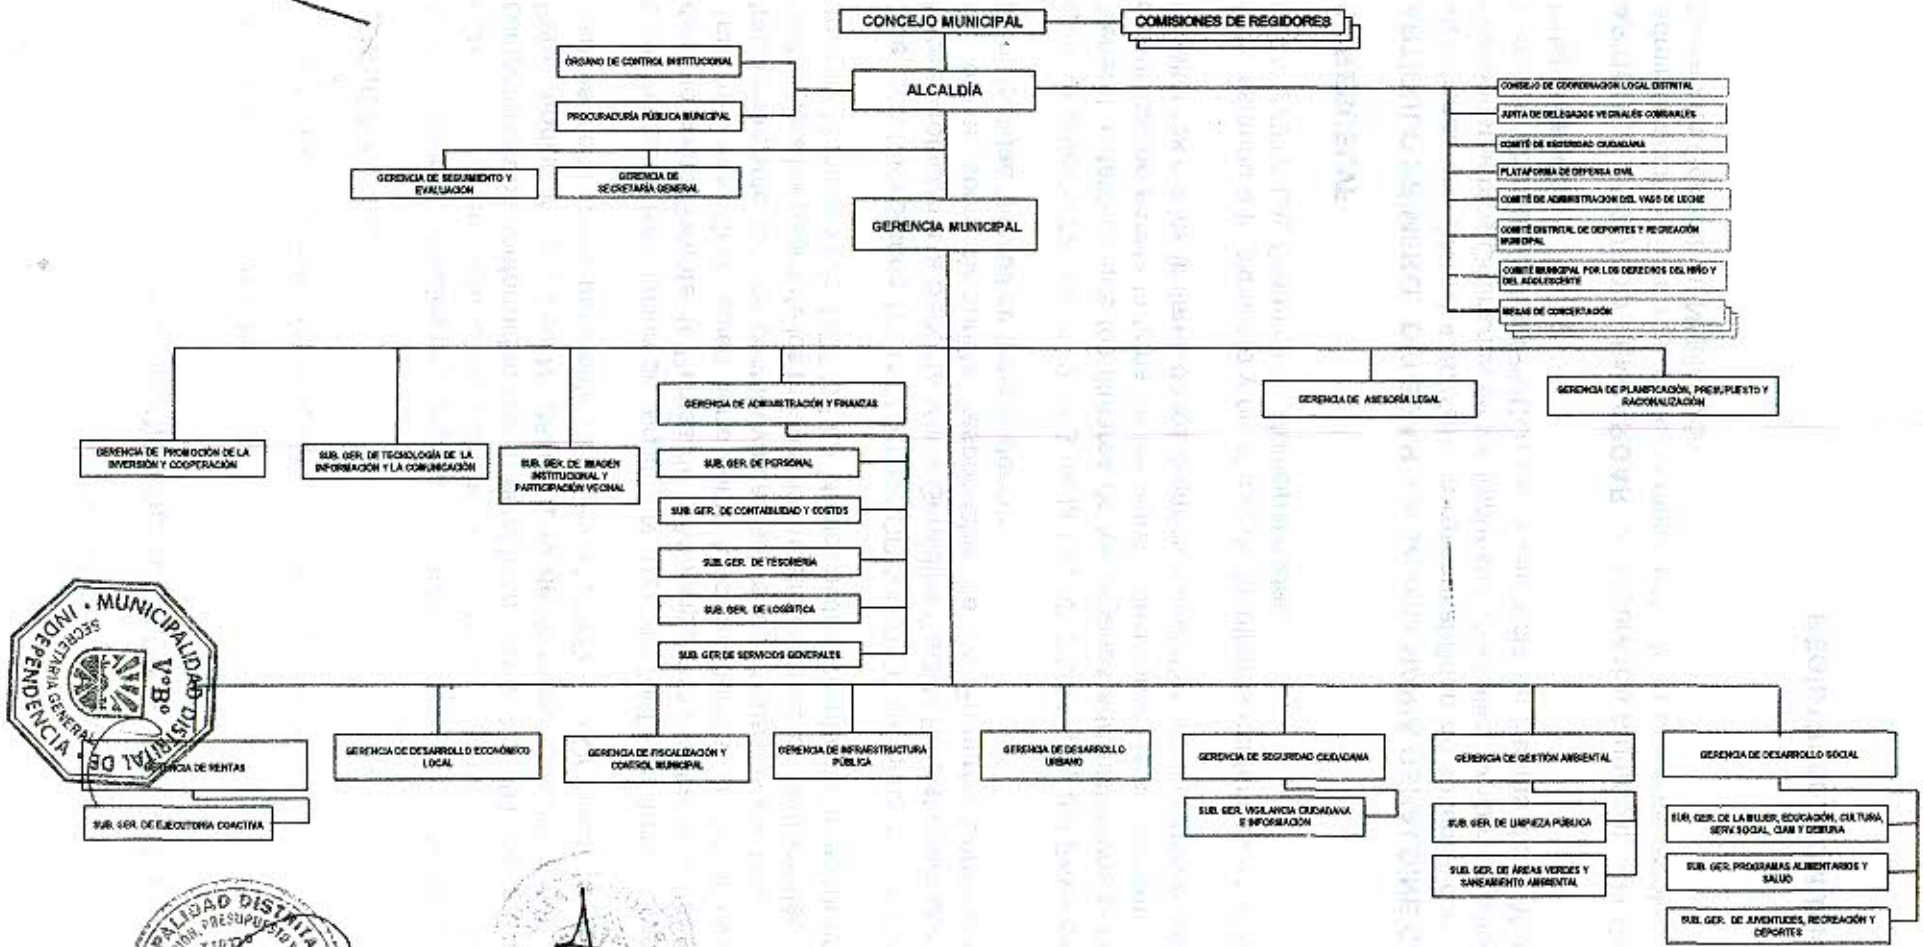 CONCEJO MUNICIPAL
COMISIONES DE REGIDORES
ÓRGANO DE CONTROL INSTITUCIONAL
ALCALDÍA
PROCURADURÍA PÚBLICA MUNICIPAL
CONSEJO DE COORDINACIÓN LOCAL DISTRITAL
JUNTA DE DELEGADOS VECINALES COMUNALES
COMITÉ DE SEGURIDAD CIUDADANA
PLATAFORMA DE DEFENSA CIVIL
COMITÉ DE ADMINISTRACION DEL VASO DE LECHE
COMITÉ DISTRITAL DE DEPORTES Y RECREACIÓN
MUNICIPAL
COMITÉ MUNICIPAL POR LOS DERECHOS DEL NIÑO Y
DEL ADOLESCENTE
MESAS DE CONCERTACIÓN
GERENCIA DE SEGUIMIENTO Y
EVALUACIÓN
GERENCIA DE
SECRETARÍA GENERAL
GERENCIA MUNICIPAL
GERENCIA DE PROMOCIÓN DE LA
INVERSIÓN Y COOPERACIÓN
SUB. GER. DE TECNOLOGÍA DE LA
INFORMACIÓN Y LA COMUNICACIÓN
SUB. GER. DE IMAGEN
INSTITUCIONAL Y
PARTICIPACIÓN VECINAL
GERENCIA DE ADMINISTRACIÓN Y FINANZAS
SUB. GER. DE PERSONAL
SUB. GER. DE CONTABILIDAD Y COSTOS
SUB. GER. DE TESORERIA
SUB. GER. DE LOGÍSTICA
SUB. GER DE SERVICIOS GENERALES
GERENCIA DE ASESORÍA LEGAL
GERENCIA DE PLANIFICACIÓN, PRESUPUESTO Y
RACIONALIZACIÓN
MUNICIPALIDAD DISTRITAL DE INDEPENDENCIA
SECRETARIA GENERAL
VºBº
DE RENTAS
SUB. GER. DE EJECUTORIA COACTIVA
GERENCIA DE DESARROLLO ECONÓMICO
LOCAL
GERENCIA DE FISCALIZACIÓN Y
CONTROL MUNICIPAL
GERENCIA DE INFRAESTRUCTURA
PÚBLICA
GERENCIA DE DESARROLLO
URBANO
GERENCIA DE SEGURIDAD CIUDADANA
SUB. GER. VIGILANCIA CIUDADANA
E INFORMACIÓN
GERENCIA DE GESTIÓN AMBIENTAL
SUB. GER. DE LIMPIEZA PÚBLICA
SUB. GER. DE ÁREAS VERDES Y
SANEAMIENTO AMBIENTAL
GERENCIA DE DESARROLLO SOCIAL
SUB. GER. DE LA MUJER, EDUCACIÓN, CULTURA,
SERV. SOCIAL, CIAM Y DEMUNA
SUB. GER. PROGRAMAS ALIMENTARIOS Y
SALUD
SUB. GER. DE JUVENTUDES, RECREACIÓN Y
DEPORTES